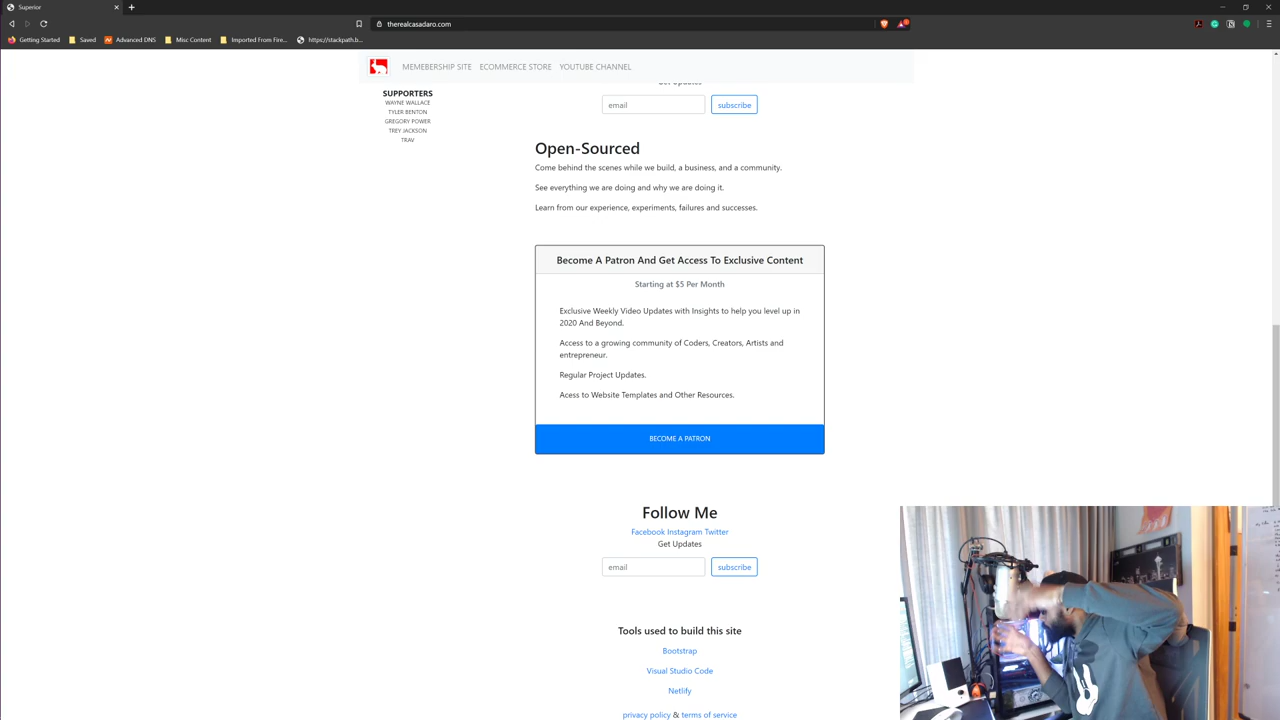 Superior
therealcasadaro.com
Getting Started Saved Advanced DNS Misc Content Imported From Fire... https://stackpath.b...
MEMEBERSHIP SITE ECOMMERCE STORE YOUTUBE CHANNEL
SUPPORTERS
WAYNE WALLACE
TYLER BENTON
GREGORY POWER
TREY JACKSON
TRAV
email subscribe
Open-Sourced
Come behind the scenes while we build, a business, and a community.
See everything we are doing and why we are doing it.
Learn from our experience, experiments, failures and successes.
Become A Patron And Get Access To Exclusive Content
Starting at $5 Per Month
Exclusive Weekly Video Updates with Insights to help you level up in
2020 And Beyond.
Access to a growing community of Coders, Creators, Artists and
entrepreneur.
Regular Project Updates.
Acess to Website Templates and Other Resources.
BECOME A PATRON
Follow Me
Facebook Instagram Twitter
Get Updates
email subscribe
Tools used to build this site
Bootstrap
Visual Studio Code
Netlify
privacy policy & terms of service